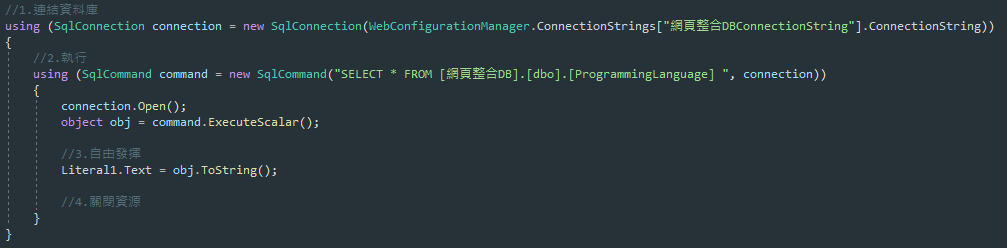 //1.連結資料庫
using (SqlConnection connection = new SqlConnection(WebConfigurationManager.ConnectionStrings["網頁整合DBConnectionString"].ConnectionString))
{
//2.執行
using (SqlCommand command = new SqlCommand("SELECT * FROM [網頁整合DB].[dbo].[ProgrammingLanguage] ", connection))
{
connection.Open();
object obj = command.ExecuteScalar();
//3.自由發揮
Literal1.Text = obj.ToString();
//4.關閉資源
}
}